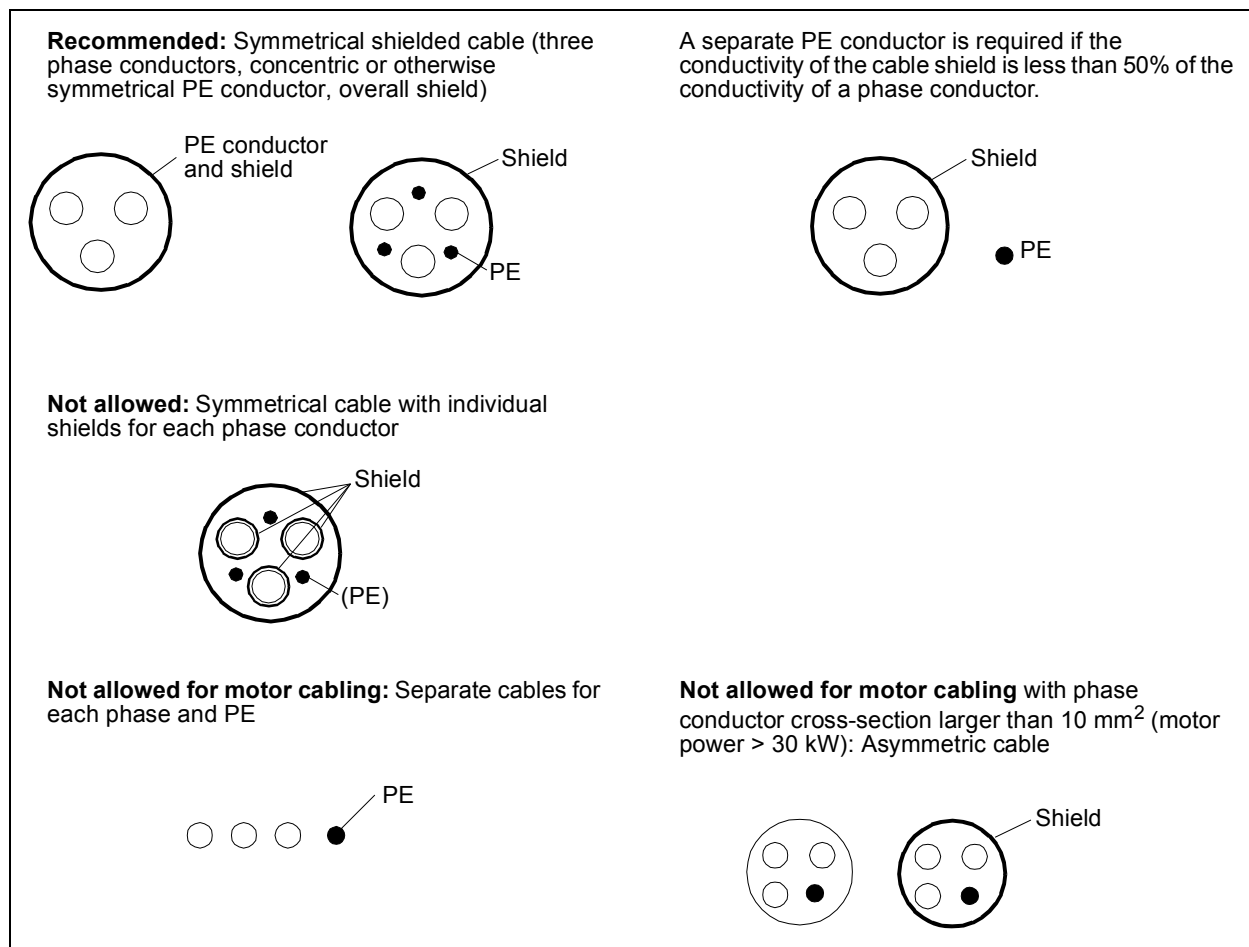 Recommended: Symmetrical shielded cable (three
phase conductors, concentric or otherwise
symmetrical PE conductor, overall shield)
PE conductor
and shield
Shield
PE
A separate PE conductor is required if the
conductivity of the cable shield is less than 50% of the
conductivity of a phase conductor.
Shield
PE
Not allowed: Symmetrical cable with individual
shields for each phase conductor
Shield
(PE)
Not allowed for motor cabling: Separate cables for
each phase and PE
PE
Not allowed for motor cabling with phase
conductor cross-section larger than 10 mm² (motor
power > 30 kW): Asymmetric cable
Shield